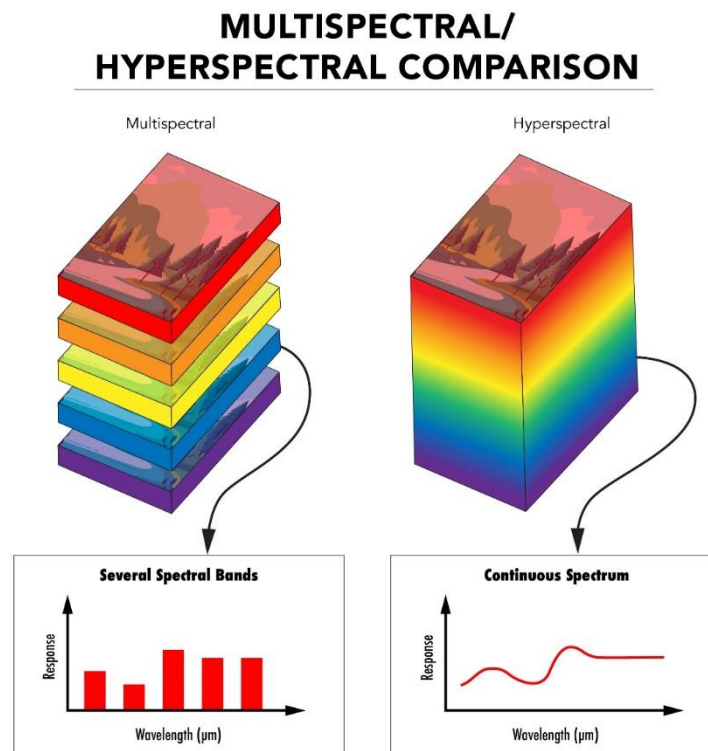 MULTISPECTRAL/
HYPERSPECTRAL COMPARISON
Multispectral
Hyperspectral
Several Spectral Bands
Response
Wavelength (µm)
Continuous Spectrum
Response
Wavelength (µm)